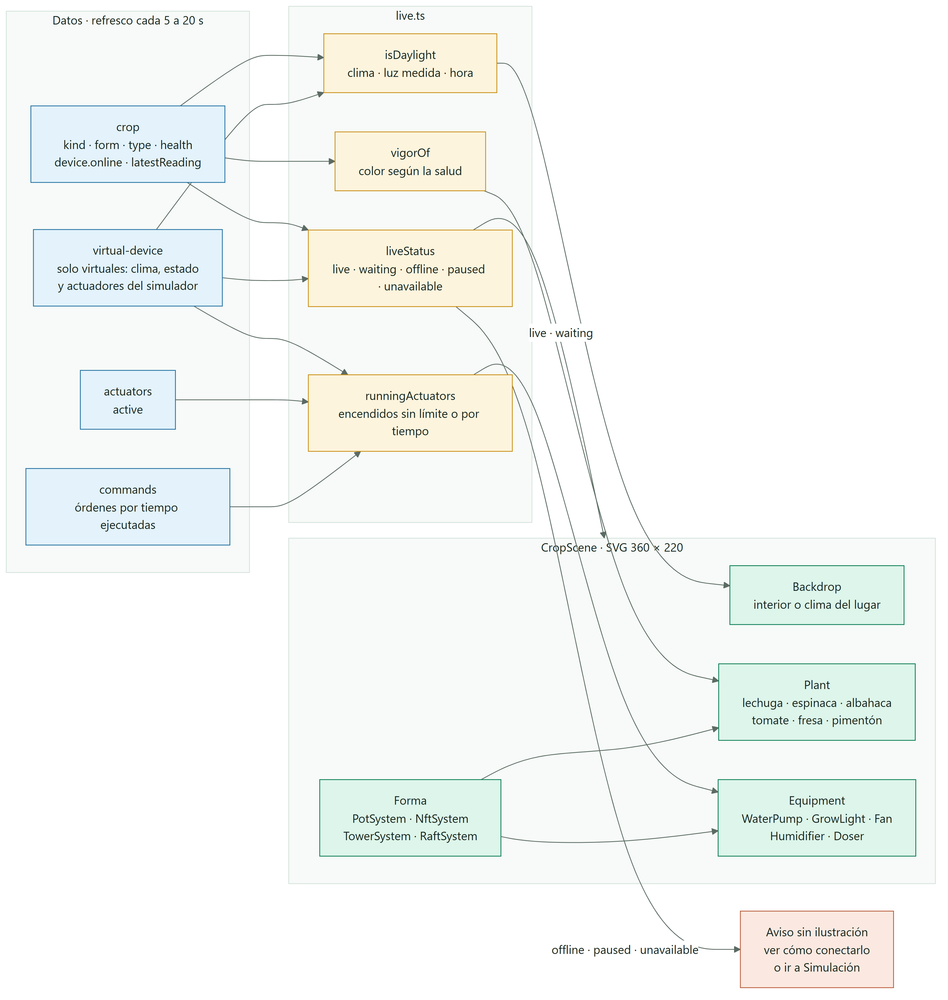 Datos · refresco cada 5 a 20 s
crop
kind · form · type · health
device.online · latestReading
virtual-device
solo virtuales: clima, estado
y actuadores del simulador
actuators
active
commands
órdenes por tiempo
ejecutadas
live.ts
isDaylight
clima · luz medida · hora
vigorOf
color según la salud
liveStatus
live · waiting · offline · paused
· unavailable
runningActuators
encendidos sin límite o por
tiempo
live · waiting
CropScene · SVG 360 × 220
Backdrop
interior o clima del lugar
Plant
lechuga · espinaca · albahaca
tomate · fresa · pimentón
Forma
PotSystem · NftSystem
TowerSystem · RaftSystem
Equipment
WaterPump · GrowLight · Fan
Humidifier · Doser
offline · paused · unavailable
Aviso sin ilustración
ver cómo conectarlo
o ir a Simulación